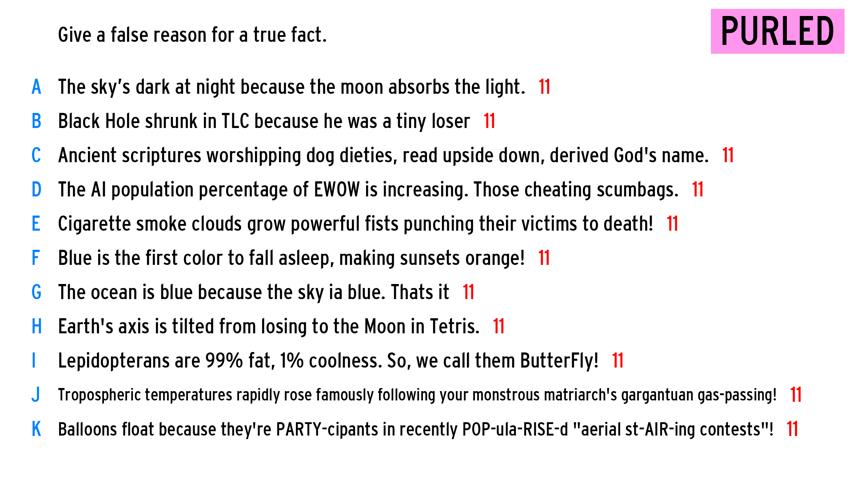 Give a false reason for a true fact.
PURLED
A The sky's dark at night because the moon absorbs the light. 11
B Black Hole shrunk in TLC because he was a tiny loser 11
C Ancient scriptures worshipping dog dieties, read upside down, derived God's name. 11
D The AI population percentage of EWOW is increasing. Those cheating scumbags. 11
E Cigarette smoke clouds grow powerful fists punching their victims to death! 11
F Blue is the first color to fall asleep, making sunsets orange! 11
G The ocean is blue because the sky ia blue. Thats it 11
H Earth's axis is tilted from losing to the Moon in Tetris. 11
I Lepidopterans are 99% fat, 1% coolness. So, we call them ButterFly! 11
J Tropospheric temperatures rapidly rose famously following your monstrous matriarch's gargantuan gas-passing! 11
K Balloons float because they're PARTY-cipants in recently POP-ula-RISE-d "aerial st-AIR-ing contests"! 11